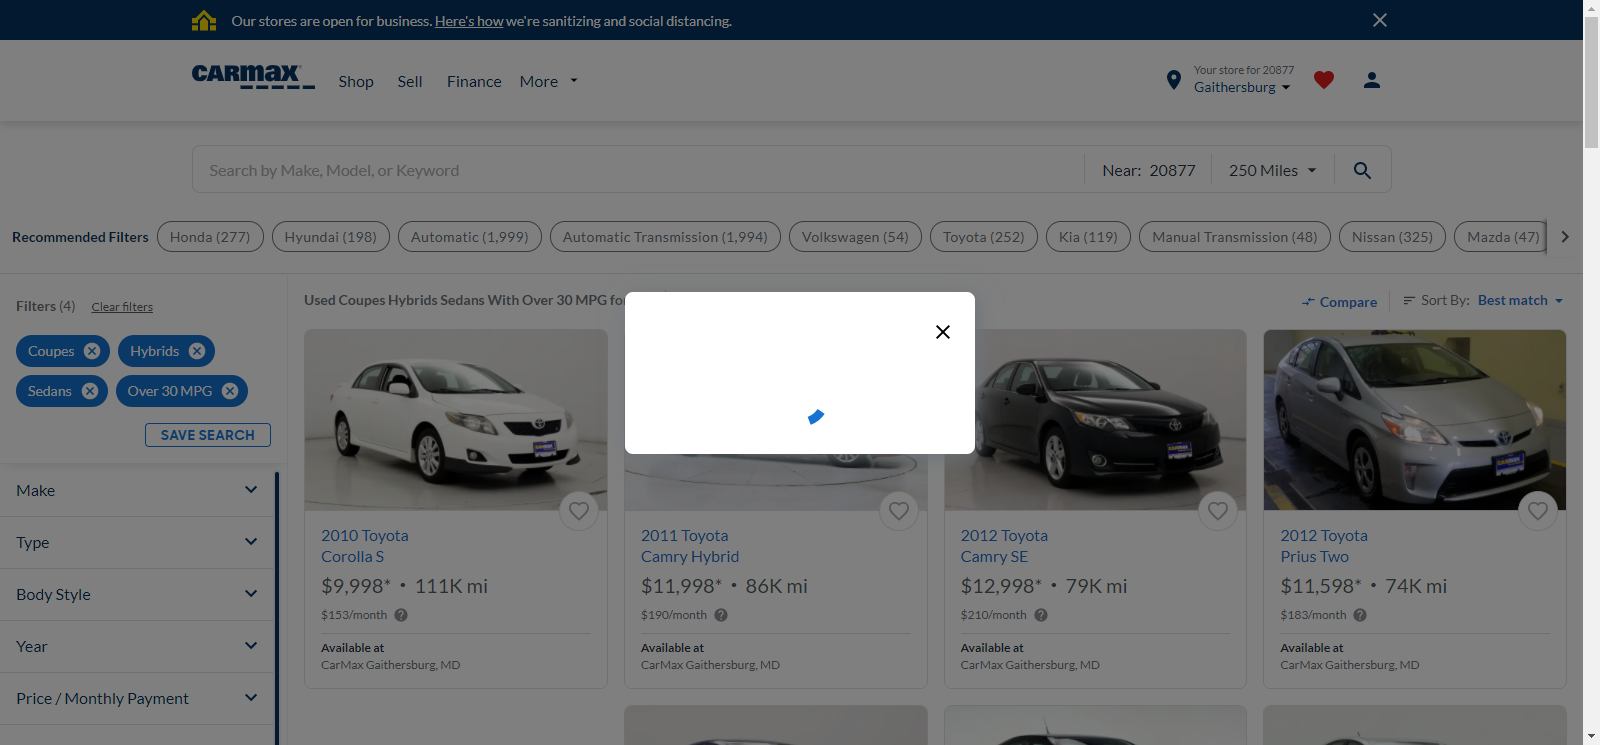 Our stores are open for business. Here's how we're sanitizing and social distancing.
CARMAX
Shop Sell Finance More
Your store for 20877
Gaithersburg
Search by Make, Model, or Keyword
Near: 20877
250 Miles
Recommended Filters
Honda (277)
Hyundai (198)
Automatic (1,999)
Automatic Transmission (1,994)
Volkswagen (54)
Toyota (252)
Kia (119)
Manual Transmission (48)
Nissan (325)
Mazda (47)
Filters (4)
Clear filters
Coupes
Hybrids
Sedans
Over 30 MPG
SAVE SEARCH
Make
Type
Body Style
Year
Price / Monthly Payment
Used Coupes Hybrids Sedans With Over 30 MPG fo
Compare
Sort By: Best match
2010 Toyota
Corolla S
$9,998* • 111K mi
$153/month
Available at
CarMax Gaithersburg, MD
2011 Toyota
Camry Hybrid
$11,998* • 86K mi
$190/month
Available at
CarMax Gaithersburg, MD
2012 Toyota
Camry SE
$12,998* • 79K mi
$210/month
Available at
CarMax Gaithersburg, MD
2012 Toyota
Prius Two
$11,598* • 74K mi
$183/month
Available at
CarMax Gaithersburg, MD